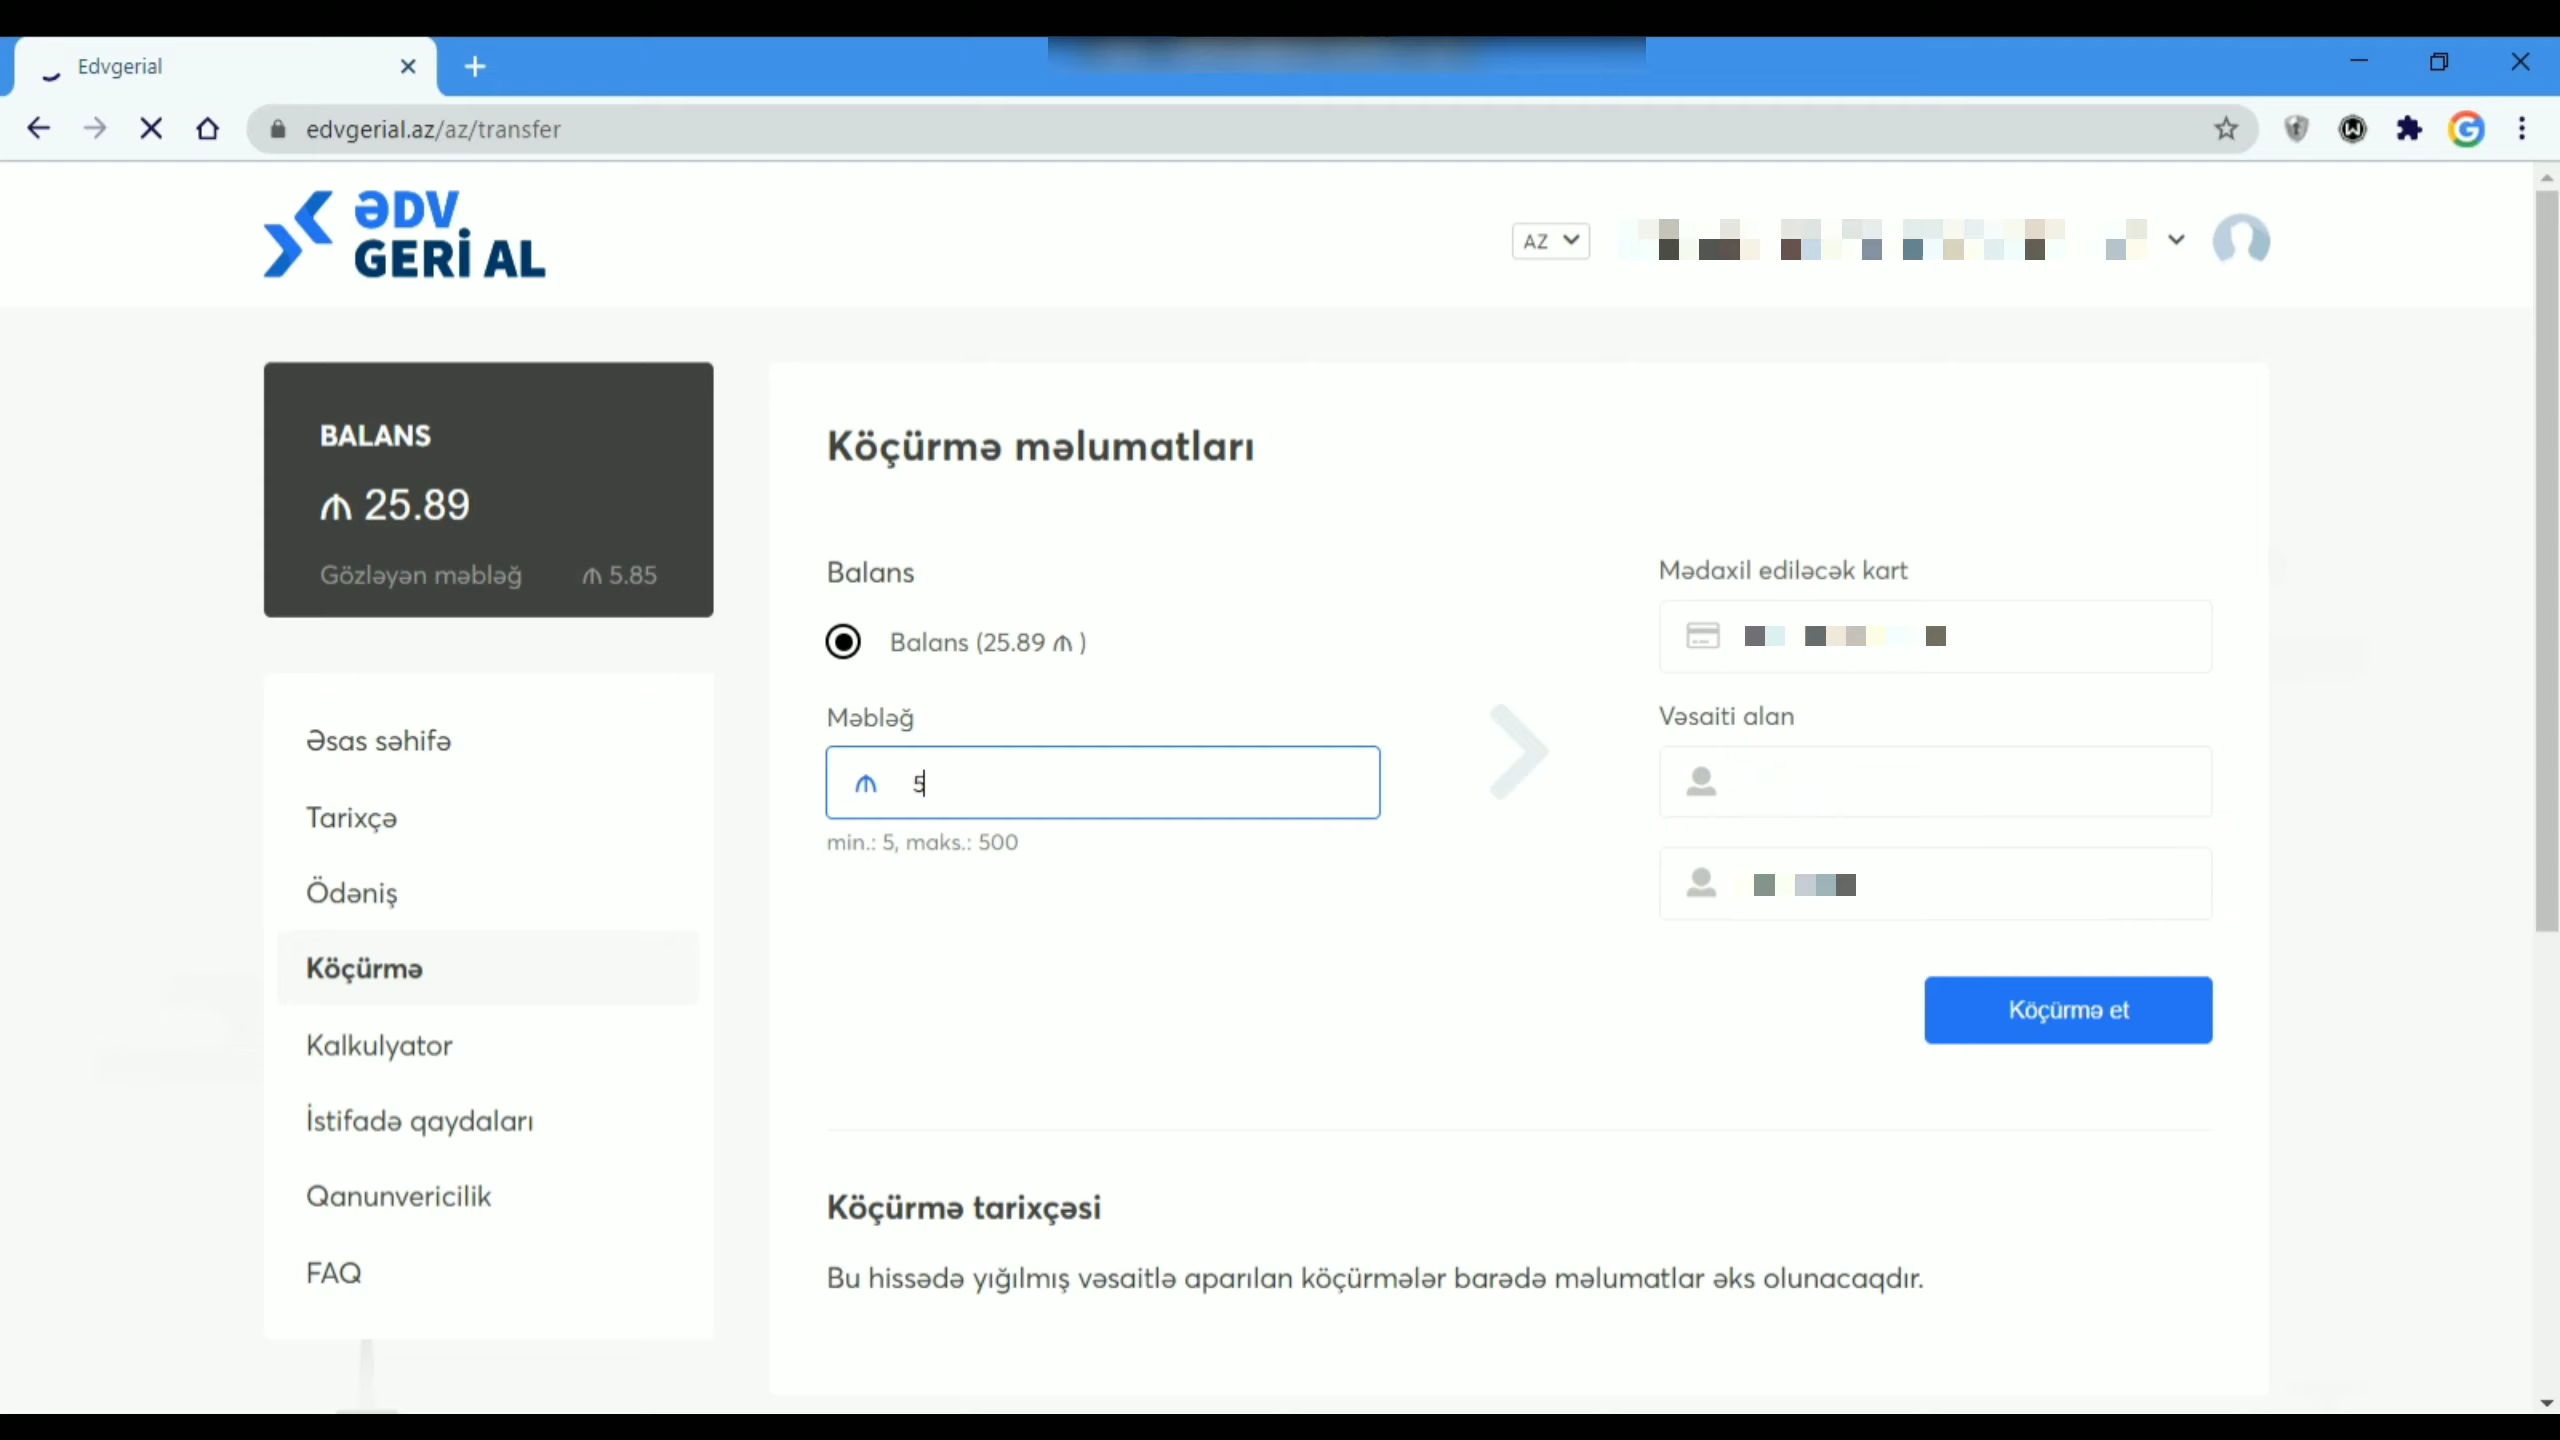 Edvgerial
edvgerial.az/az/transfer
ƏDV
GERİ AL
AZ
BALANS
₼ 25.89
Gözləyən məbləğ ₼ 5.85
Əsas səhifə
Tarixçə
Ödəniş
Köçürmə
Kalkulyator
İstifadə qaydaları
Qanunvericilik
FAQ
Köçürmə məlumatları
Balans
Balans (25.89 ₼ )
Məbləğ
₼ 5
min.: 5, maks.: 500
Mədaxil ediləcək kart
Vəsaiti alan
Köçürmə et
Köçürmə tarixçəsi
Bu hissədə yığılmış vəsaitlə aparılan köçürmələr barədə məlumatlar əks olunacaqdır.